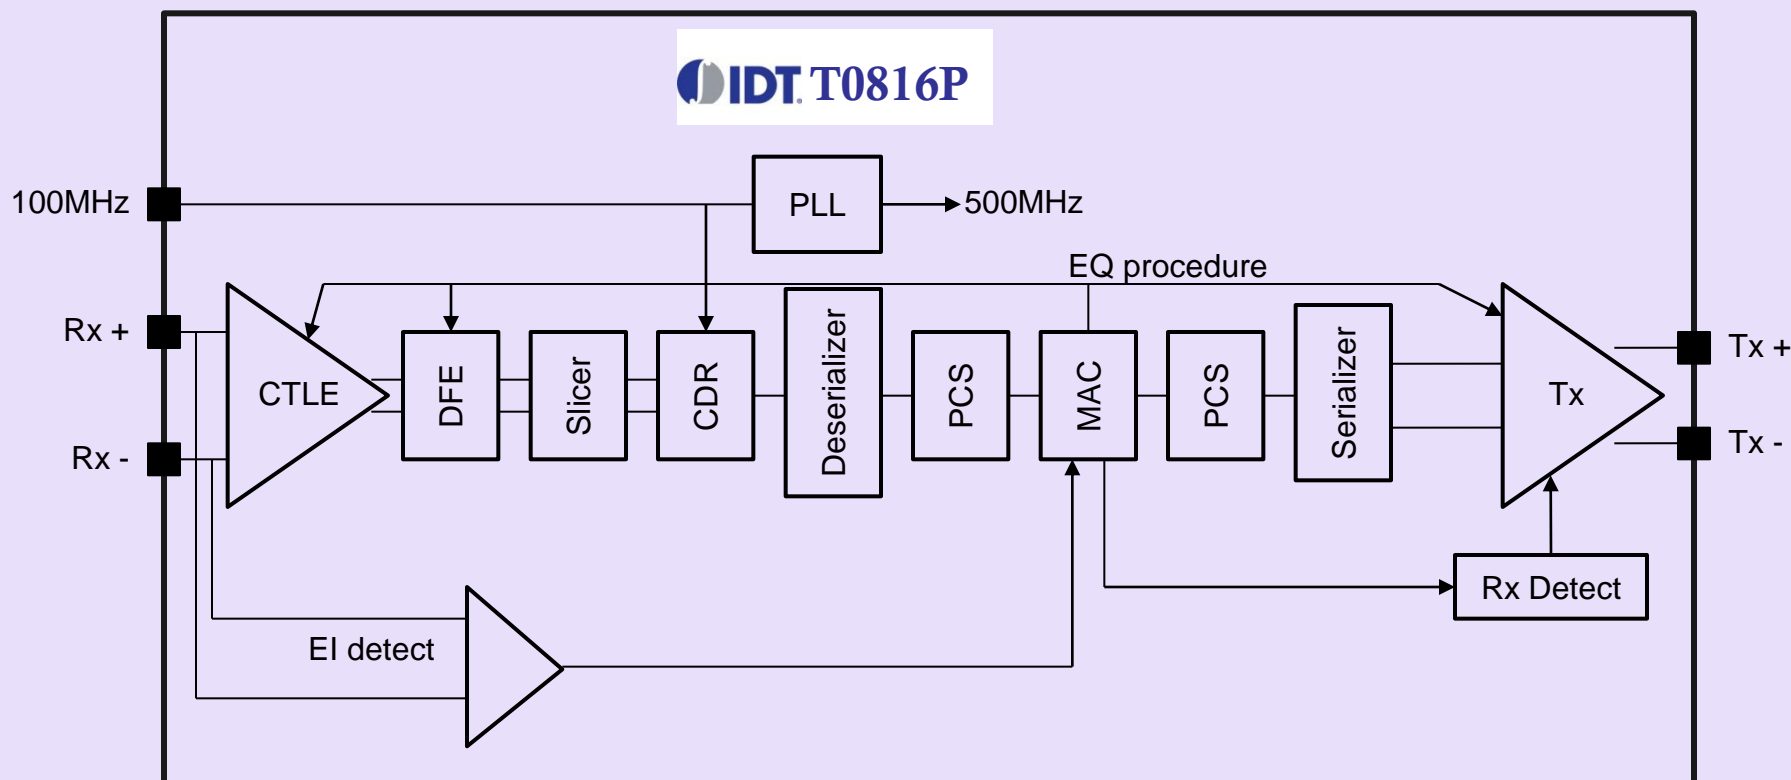 IDT. T0816P
100MHz
PLL
500MHz
EQ procedure
Rx +
Rx -
CTLE
DFE
Slicer
CDR
Deserializer
PCS
MAC
PCS
Serializer
Tx
Tx +
Tx -
Rx Detect
EI detect